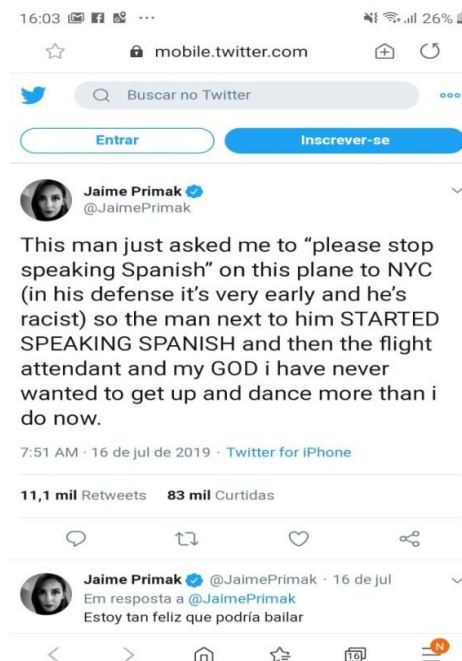 16:03 ...
26%
mobile.twitter.com
Buscar no Twitter
Entrar
Inscrever-se
Jaime Primak
@JaimePrimak
This man just asked me to “please stop
speaking Spanish” on this plane to NYC
(in his defense it’s very early and he’s
racist) so the man next to him STARTED
SPEAKING SPANISH and then the flight
attendant and my GOD i have never
wanted to get up and dance more than i
do now.
7:51 AM · 16 de jul de 2019 · Twitter for iPhone
11,1 mil Retweets 83 mil Curtidas
Jaime Primak @JaimePrimak · 16 de jul
Em resposta a @JaimePrimak
Estoy tan feliz que podría bailar
16
N